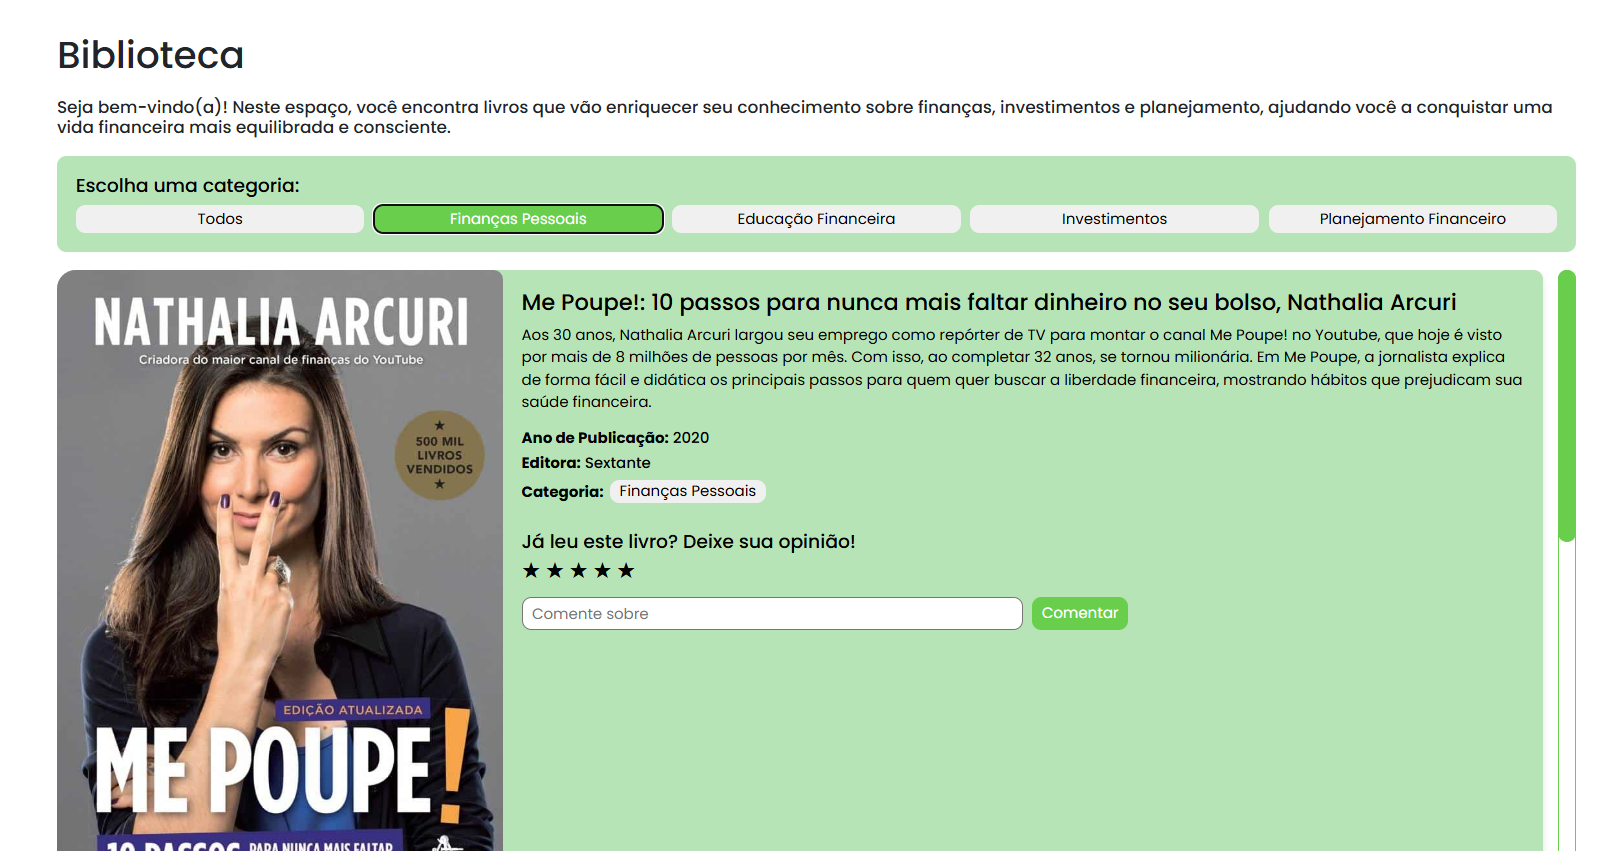 Biblioteca
Seja bem-vindo(a)! Neste espaço, você encontra livros que vão enriquecer seu conhecimento sobre finanças, investimentos e planejamento, ajudando você a conquistar uma
vida financeira mais equilibrada e consciente.
Escolha uma categoria:
Todos
Finanças Pessoais
Educação Financeira
Investimentos
Planejamento Financeiro
NATHALIA ARCURI
Criadora do maior canal de finanças do YouTube
500 MIL
LIVROS
VENDIDOS
EDIÇÃO ATUALIZADA
ME POUPE!
10 PASSOS PARA NUNCA MAIS FALTAR
Me Poupe!: 10 passos para nunca mais faltar dinheiro no seu bolso, Nathalia Arcuri
Aos 30 anos, Nathalia Arcuri largou seu emprego como repórter de TV para montar o canal Me Poupe! no Youtube, que hoje é visto
por mais de 8 milhões de pessoas por mês. Com isso, ao completar 32 anos, se tornou milionária. Em Me Poupe, a jornalista explica
de forma fácil e didática os principais passos para quem quer buscar a liberdade financeira, mostrando hábitos que prejudicam sua
saúde financeira.
Ano de Publicação: 2020
Editora: Sextante
Categoria: Finanças Pessoais
Já leu este livro? Deixe sua opinião!
★ ★ ★ ★ ★
Comente sobre
Comentar